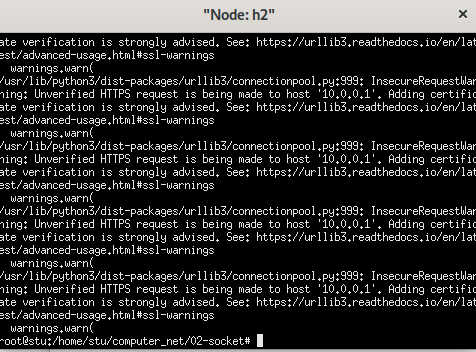 "Node: h2"
ate verification is strongly advised. See: https://urllib3.readthedocs.io/en/lat
est/advanced-usage.html#ssl-warnings
warnings.warn(
/usr/lib/python3/dist-packages/urllib3/connectionpool.py:999: InsecureRequestWar
ning: Unverified HTTPS request is being made to host '10.0.0.1'. Adding certific
ate verification is strongly advised. See: https://urllib3.readthedocs.io/en/lat
est/advanced-usage.html#ssl-warnings
warnings.warn(
/usr/lib/python3/dist-packages/urllib3/connectionpool.py:999: InsecureRequestWar
ning: Unverified HTTPS request is being made to host '10.0.0.1'. Adding certific
ate verification is strongly advised. See: https://urllib3.readthedocs.io/en/lat
est/advanced-usage.html#ssl-warnings
warnings.warn(
/usr/lib/python3/dist-packages/urllib3/connectionpool.py:999: InsecureRequestWar
ning: Unverified HTTPS request is being made to host '10.0.0.1'. Adding certific
ate verification is strongly advised. See: https://urllib3.readthedocs.io/en/lat
est/advanced-usage.html#ssl-warnings
warnings.warn(
/usr/lib/python3/dist-packages/urllib3/connectionpool.py:999: InsecureRequestWar
ning: Unverified HTTPS request is being made to host '10.0.0.1'. Adding certific
ate verification is strongly advised. See: https://urllib3.readthedocs.io/en/lat
est/advanced-usage.html#ssl-warnings
warnings.warn(
root@stu:/home/stu/computer_net/02-socket#